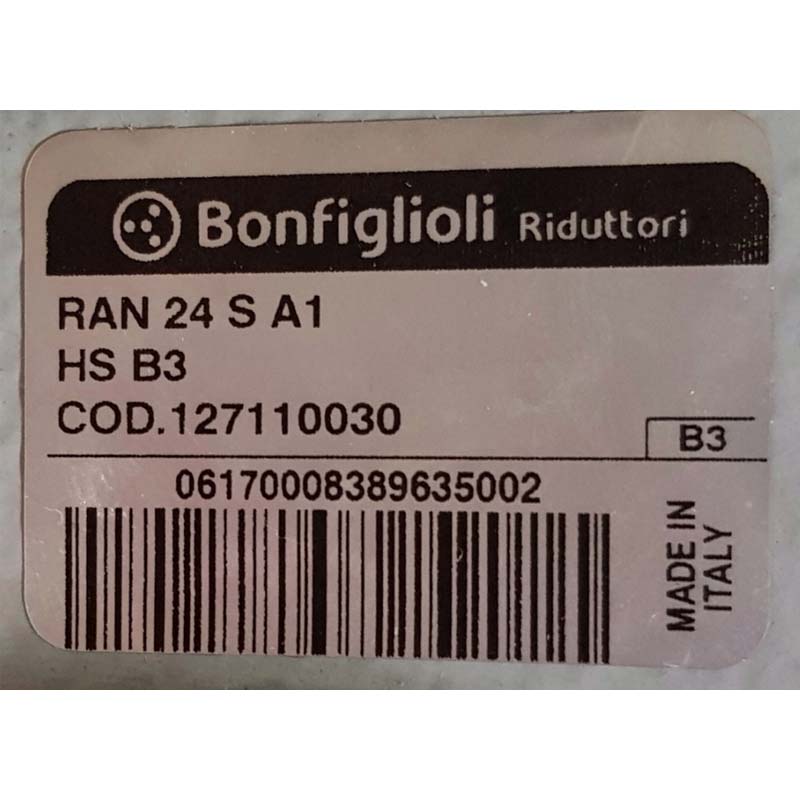 Bonfiglioli Riduttori
RAN 24 S A1
HS B3
COD.127110030
B3
06170008389635002
MADE IN
ITALY